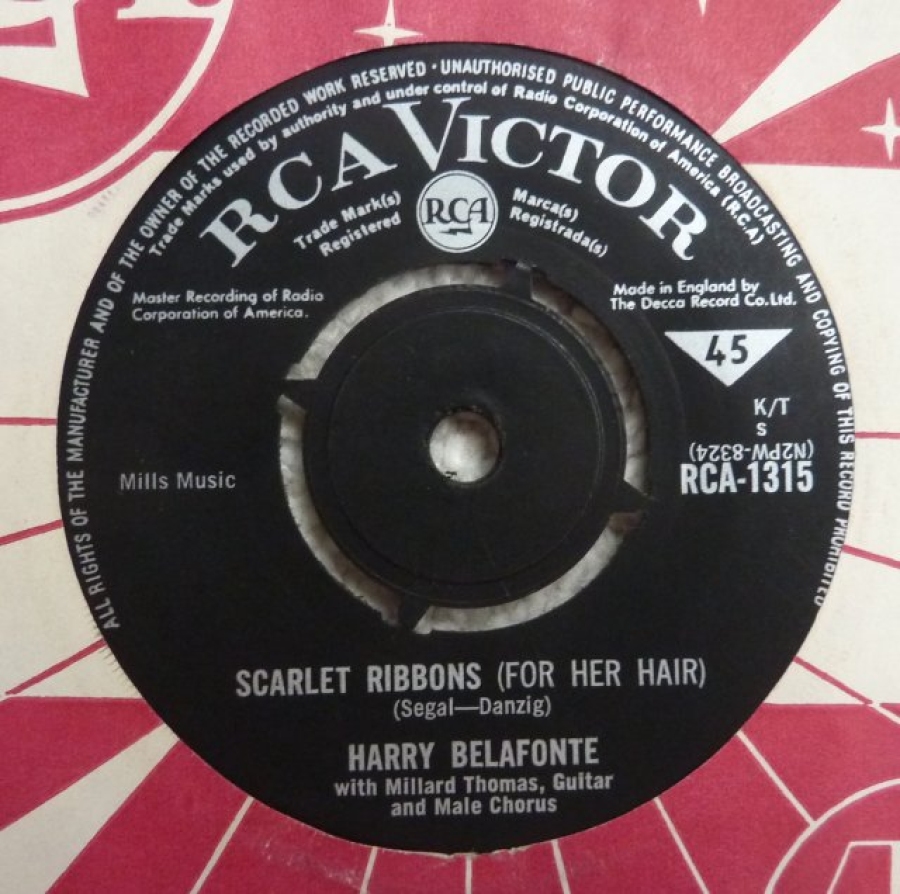 ALL RIGHTS OF THE MANUFACTURER AND OF THE OWNER OF THE RECORDED WORK RESERVED · UNAUTHORISED PUBLIC PERFORMANCE BROADCASTING AND COPYING OF THIS RECORD PROHIBITED
Trade Marks used by authority and under control of Radio Corporation of America (R.C.A)
RCA VICTOR
Trade Mark(s)
Registered
RCA
Marca(s)
Registrada(s)
Master Recording of Radio
Corporation of America.
Made in England by
The Decca Record Co. Ltd.
45
K/T
S
(N2PW-8324)
RCA-1315
Mills Music
SCARLET RIBBONS (FOR HER HAIR)
(Segal—Danzig)
HARRY BELAFONTE
with Millard Thomas, Guitar
and Male Chorus